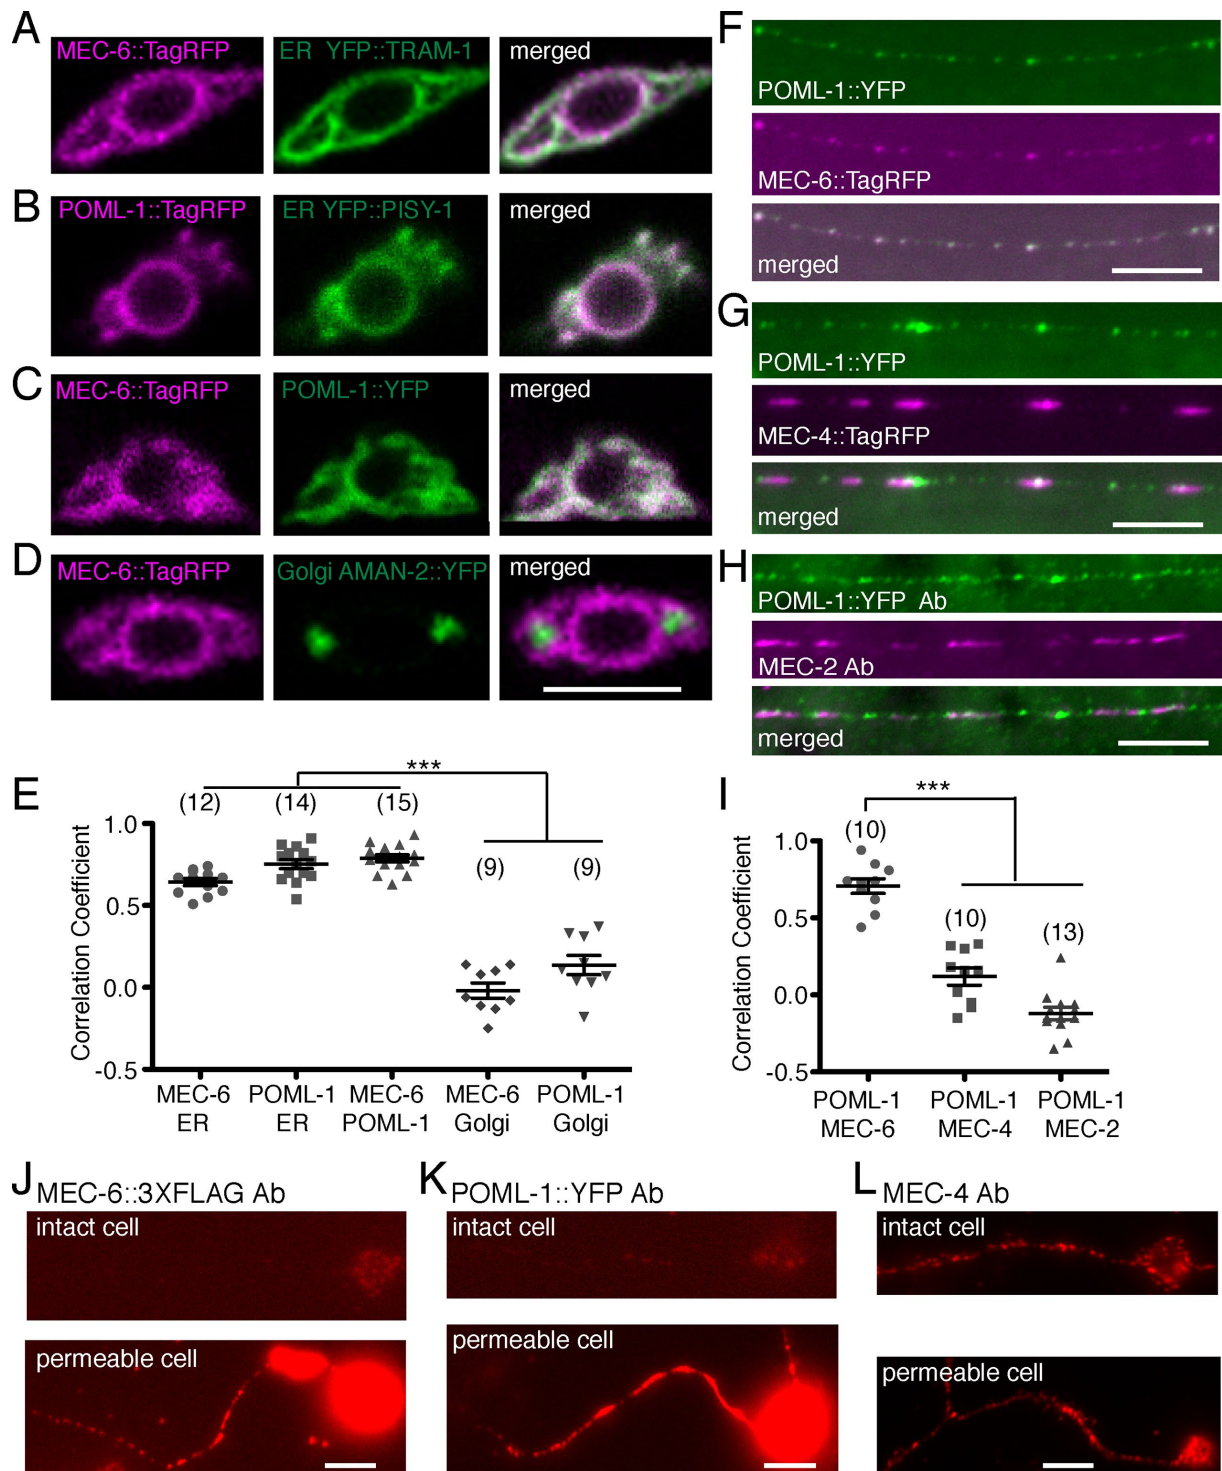 A
MEC-6::TagRFP
ER YFP::TRAM-1
merged
B
POML-1::TagRFP
ER YFP::PISY-1
merged
C
MEC-6::TagRFP
POML-1::YFP
merged
D
MEC-6::TagRFP
Golgi AMAN-2::YFP
merged
E
***
(12)
(14)
(15)
(9)
(9)
Correlation Coefficient
1.0
0.5
0.0
-0.5
MEC-6
ER
POML-1
ER
MEC-6
POML-1
MEC-6
Golgi
POML-1
Golgi
F
POML-1::YFP
MEC-6::TagRFP
merged
G
POML-1::YFP
MEC-4::TagRFP
merged
H
POML-1::YFP Ab
MEC-2 Ab
merged
I
***
(10)
(10)
(13)
Correlation Coefficient
1.0
0.5
0.0
-0.5
POML-1
MEC-6
POML-1
MEC-4
POML-1
MEC-2
J
MEC-6::3XFLAG Ab
intact cell
permeable cell
K
POML-1::YFP Ab
intact cell
permeable cell
L
MEC-4 Ab
intact cell
permeable cell